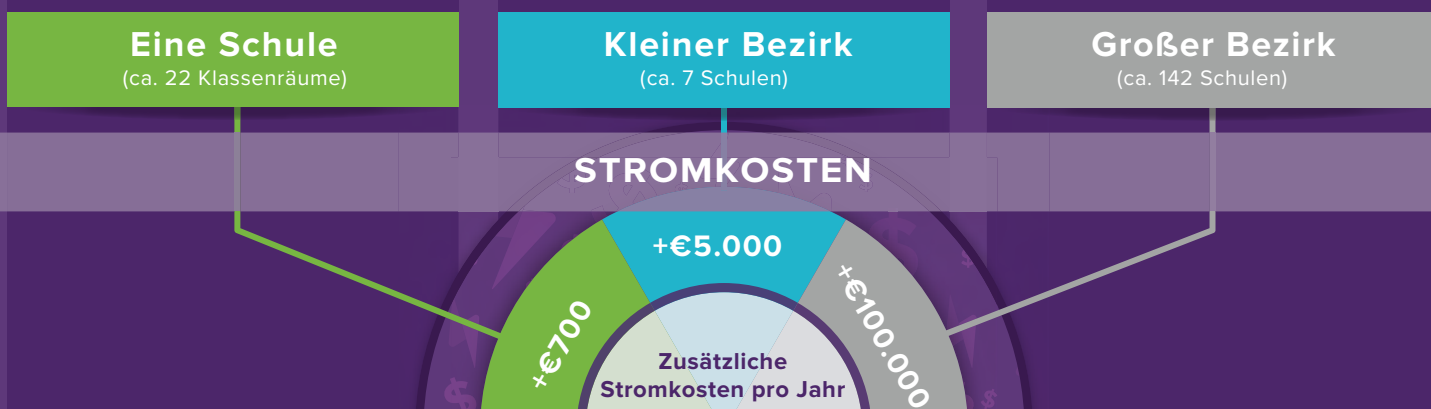 Eine Schule
(ca. 22 Klassenräume)
Kleiner Bezirk
(ca. 7 Schulen)
Großer Bezirk
(ca. 142 Schulen)
STROMKOSTEN
+€700
+€5.000
+€100.000
Zusätzliche
Stromkosten pro Jahr